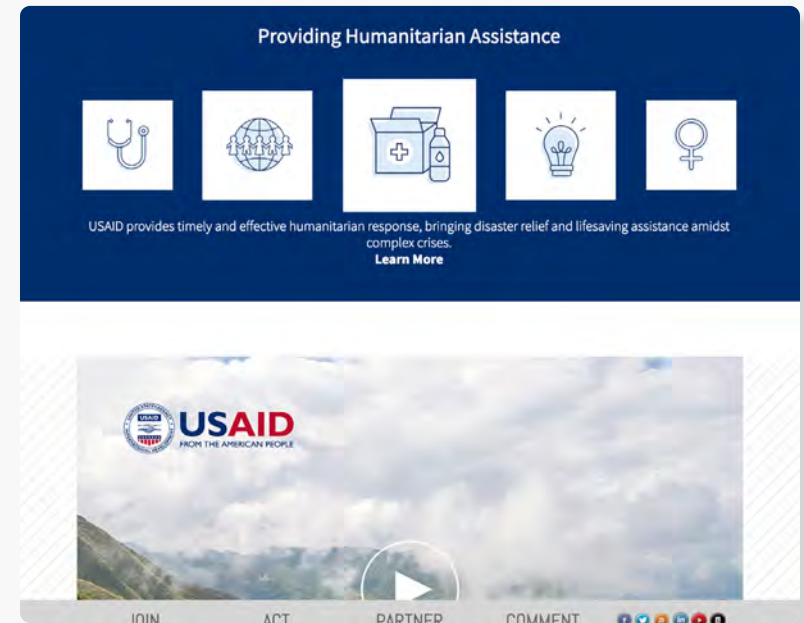 Providing Humanitarian Assistance
USAID provides timely and effective humanitarian response, bringing disaster relief and lifesaving assistance amidst
complex crises.
Learn More
USAID
FROM THE AMERICAN PEOPLE
JOIN
ACT
PARTNER
COMMENT